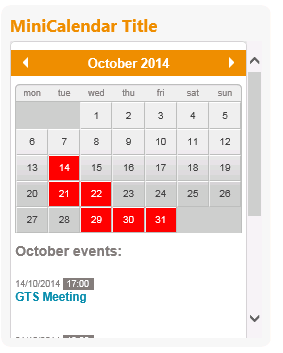 MiniCalendar Title
October 2014
mon tue wed thu fri sat sun
1 2 3 4 5
6 7 8 9 10 11 12
13 14 15 16 17 18 19
20 21 22 23 24 25 26
27 28 29 30 31
October events:
14/10/2014 17:00
GTS Meeting